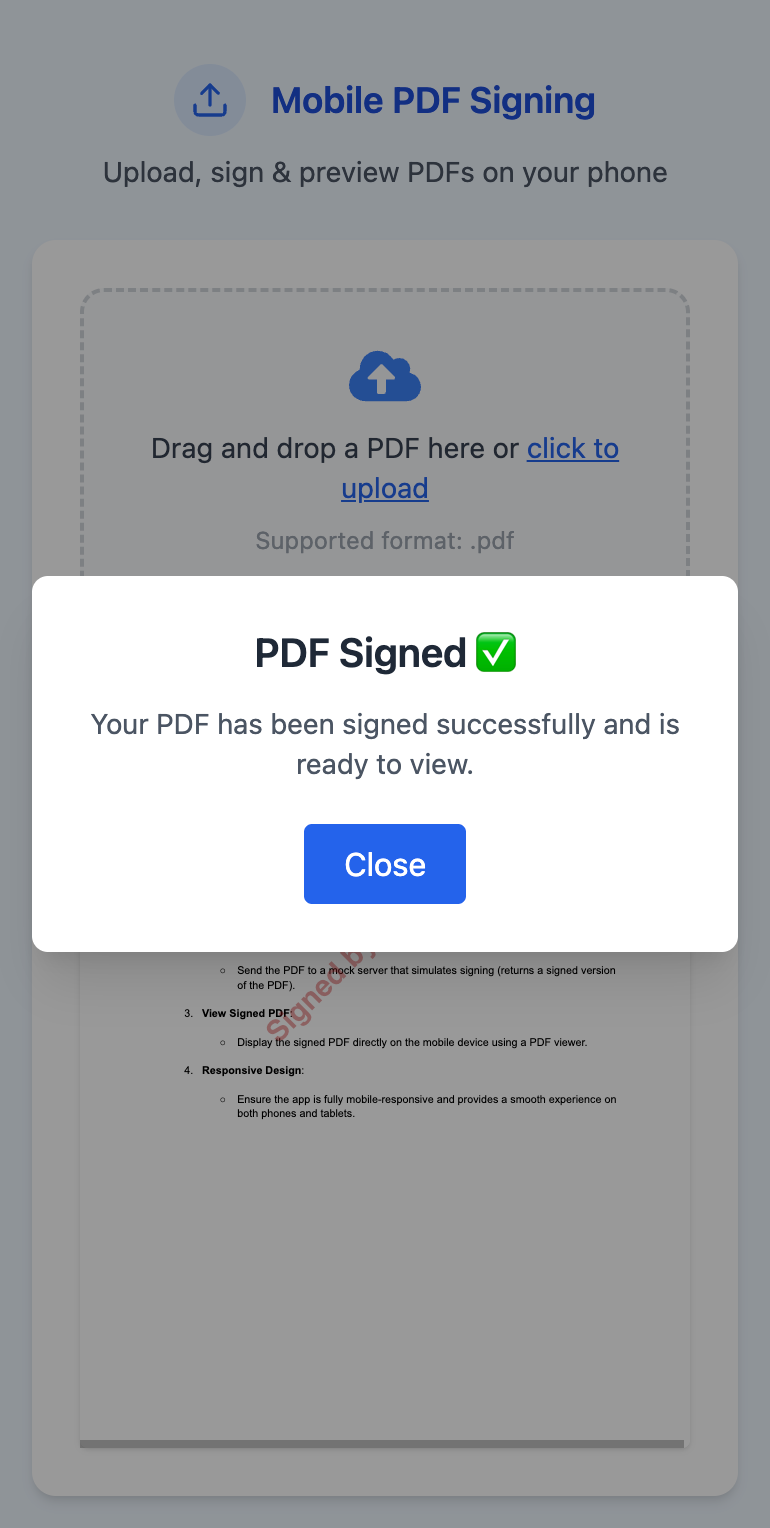 Mobile PDF Signing
Upload, sign & preview PDFs on your phone
Drag and drop a PDF here or click to
upload
Supported format: .pdf
PDF Signed ✅
Your PDF has been signed successfully and is
ready to view.
Close
Signed by
○ Send the PDF to a mock server that simulates signing (returns a signed version
of the PDF).
3. View Signed PDF:
○ Display the signed PDF directly on the mobile device using a PDF viewer.
4. Responsive Design:
○ Ensure the app is fully mobile-responsive and provides a smooth experience on
both phones and tablets.